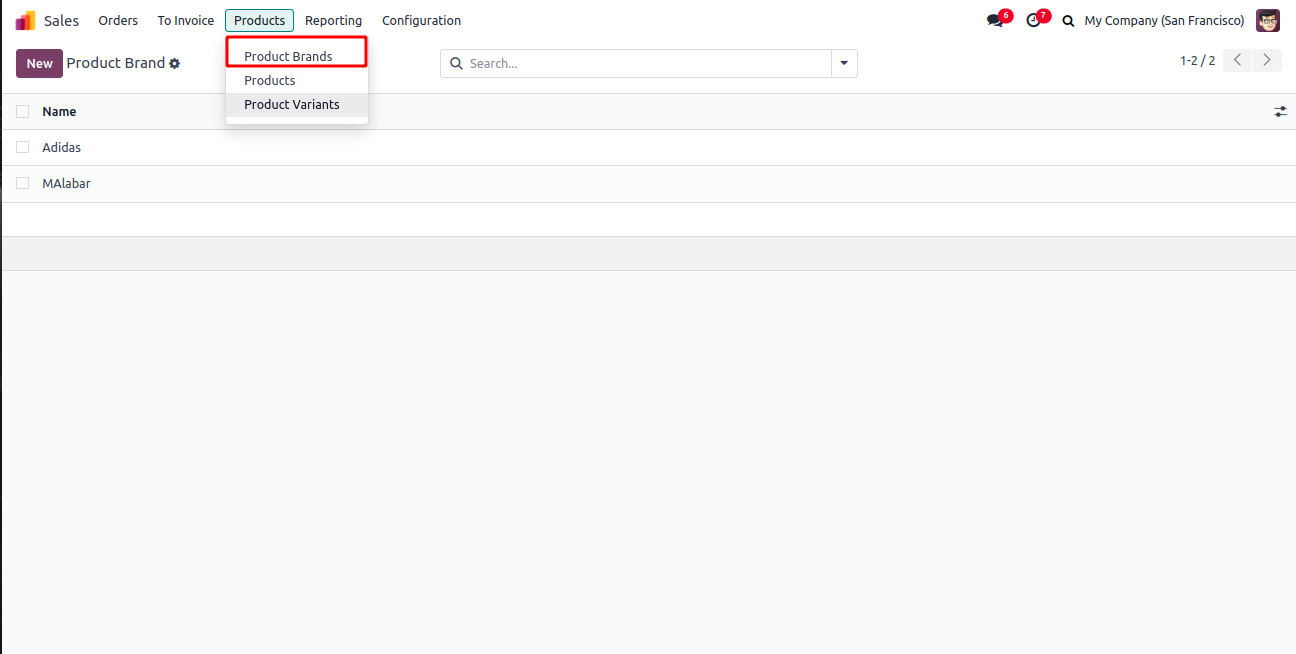 Sales Orders To Invoice Products Reporting Configuration 6 7 My Company (San Francisco)
New Product Brand Search... 1-2 / 2
Product Brands
Products
Product Variants
Name
Adidas
MAlabar